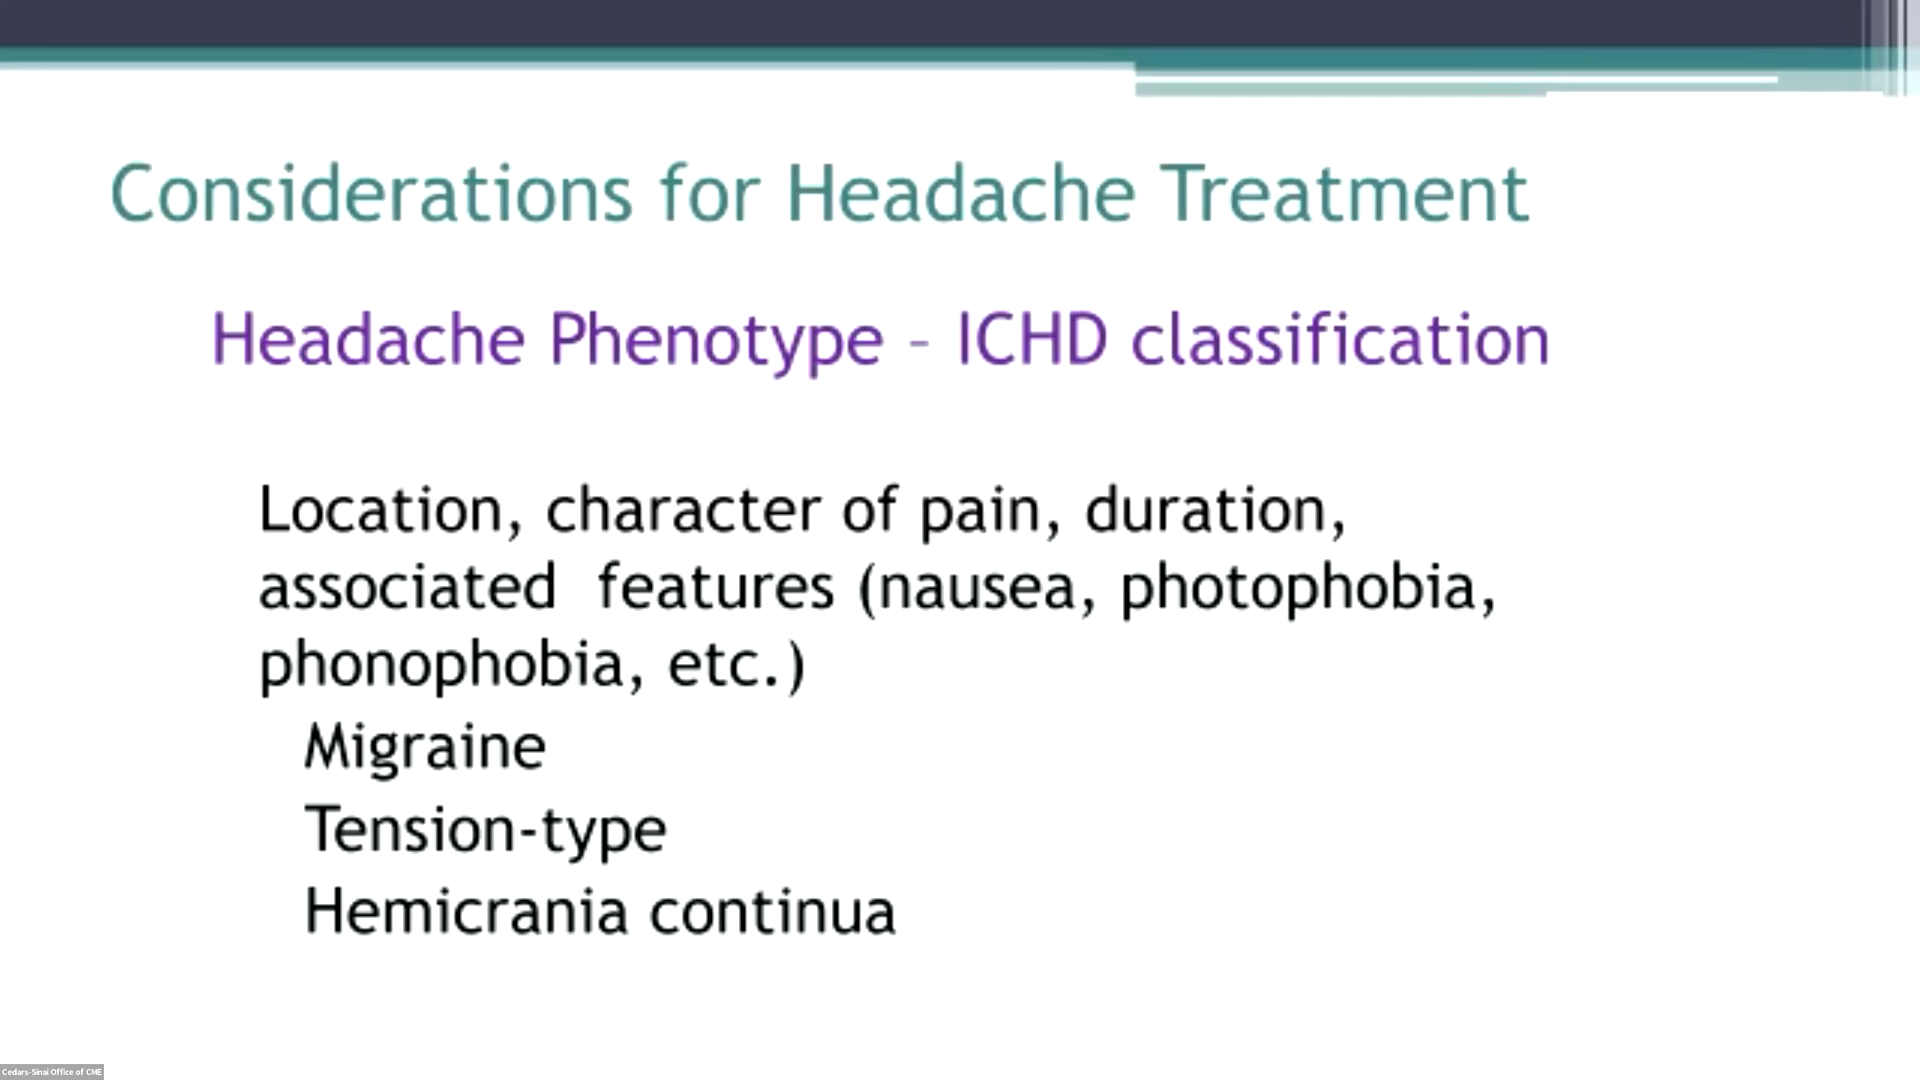 Considerations for Headache Treatment
Headache Phenotype – ICHD classification
Location, character of pain, duration,
associated  features (nausea, photophobia,
phonophobia, etc.)
Migraine
Tension-type
Hemicrania continua
Cedars-Sinai Office of CME